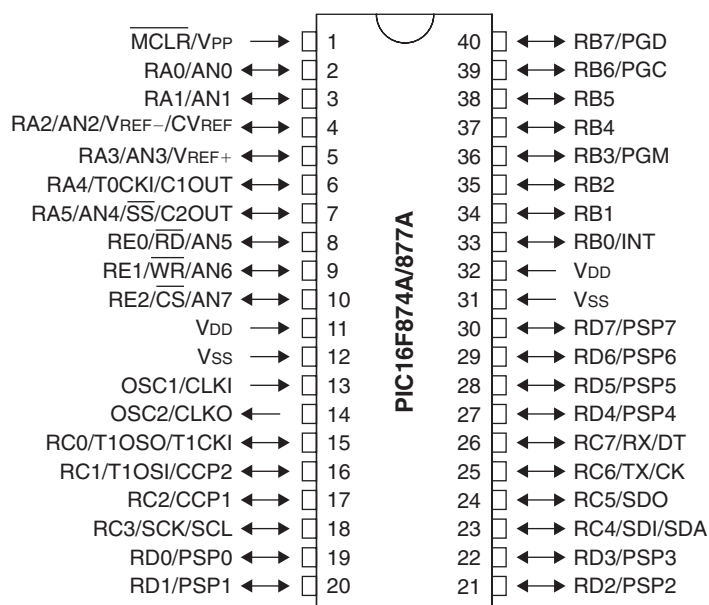 MCLR/VPP 1 40 RB7/PGD
RA0/AN0 2 39 RB6/PGC
RA1/AN1 3 38 RB5
RA2/AN2/VREF-/CVREF 4 37 RB4
RA3/AN3/VREF+ 5 36 RB3/PGM
RA4/T0CKI/C1OUT 6 35 RB2
RA5/AN4/SS/C2OUT 7 34 RB1
RE0/RD/AN5 8 33 RB0/INT
RE1/WR/AN6 9 32 VDD
RE2/CS/AN7 10 31 VSS
VDD 11 30 RD7/PSP7
VSS 12 29 RD6/PSP6
OSC1/CLKI 13 28 RD5/PSP5
OSC2/CLKO 14 27 RD4/PSP4
RC0/T1OSO/T1CKI 15 26 RC7/RX/DT
RC1/T1OSI/CCP2 16 25 RC6/TX/CK
RC2/CCP1 17 24 RC5/SDO
RC3/SCK/SCL 18 23 RC4/SDI/SDA
RD0/PSP0 19 22 RD3/PSP3
RD1/PSP1 20 21 RD2/PSP2
PIC16F874A/877A